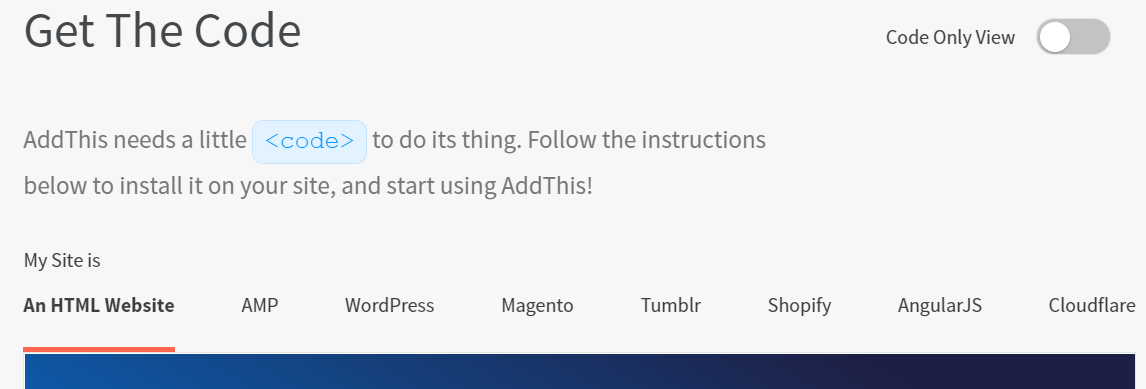 Get The Code
Code Only View
AddThis needs a little <code> to do its thing. Follow the instructions
below to install it on your site, and start using AddThis!
My Site is
An HTML Website AMP WordPress Magento Tumblr Shopify AngularJS Cloudflare